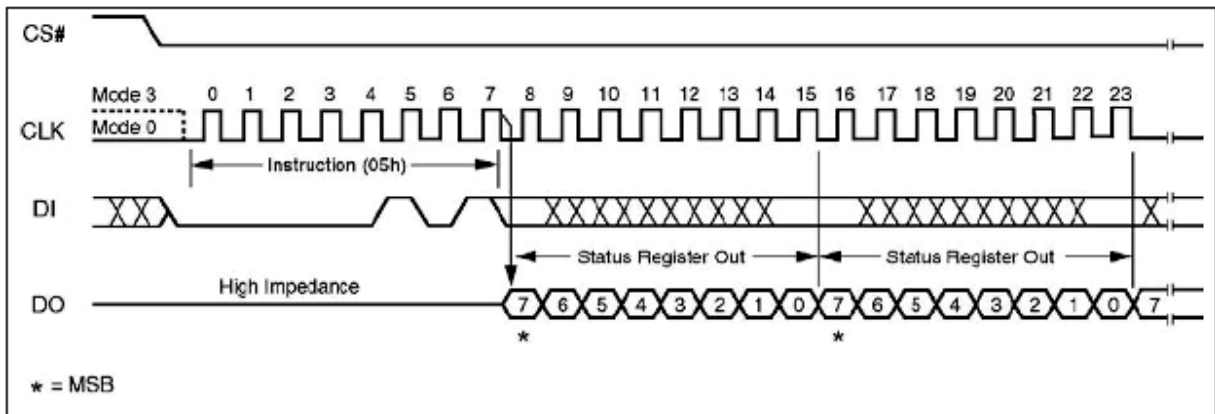 CS#
Mode 3 0 1 2 3 4 5 6 7 8 9 10 11 12 13 14 15 16 17 18 19 20 21 22 23
CLK Mode 0
Instruction (05h)
DI
Status Register Out Status Register Out
High Impedance
DO 7 6 5 4 3 2 1 0 7 6 5 4 3 2 1 0 7
* *
* = MSB